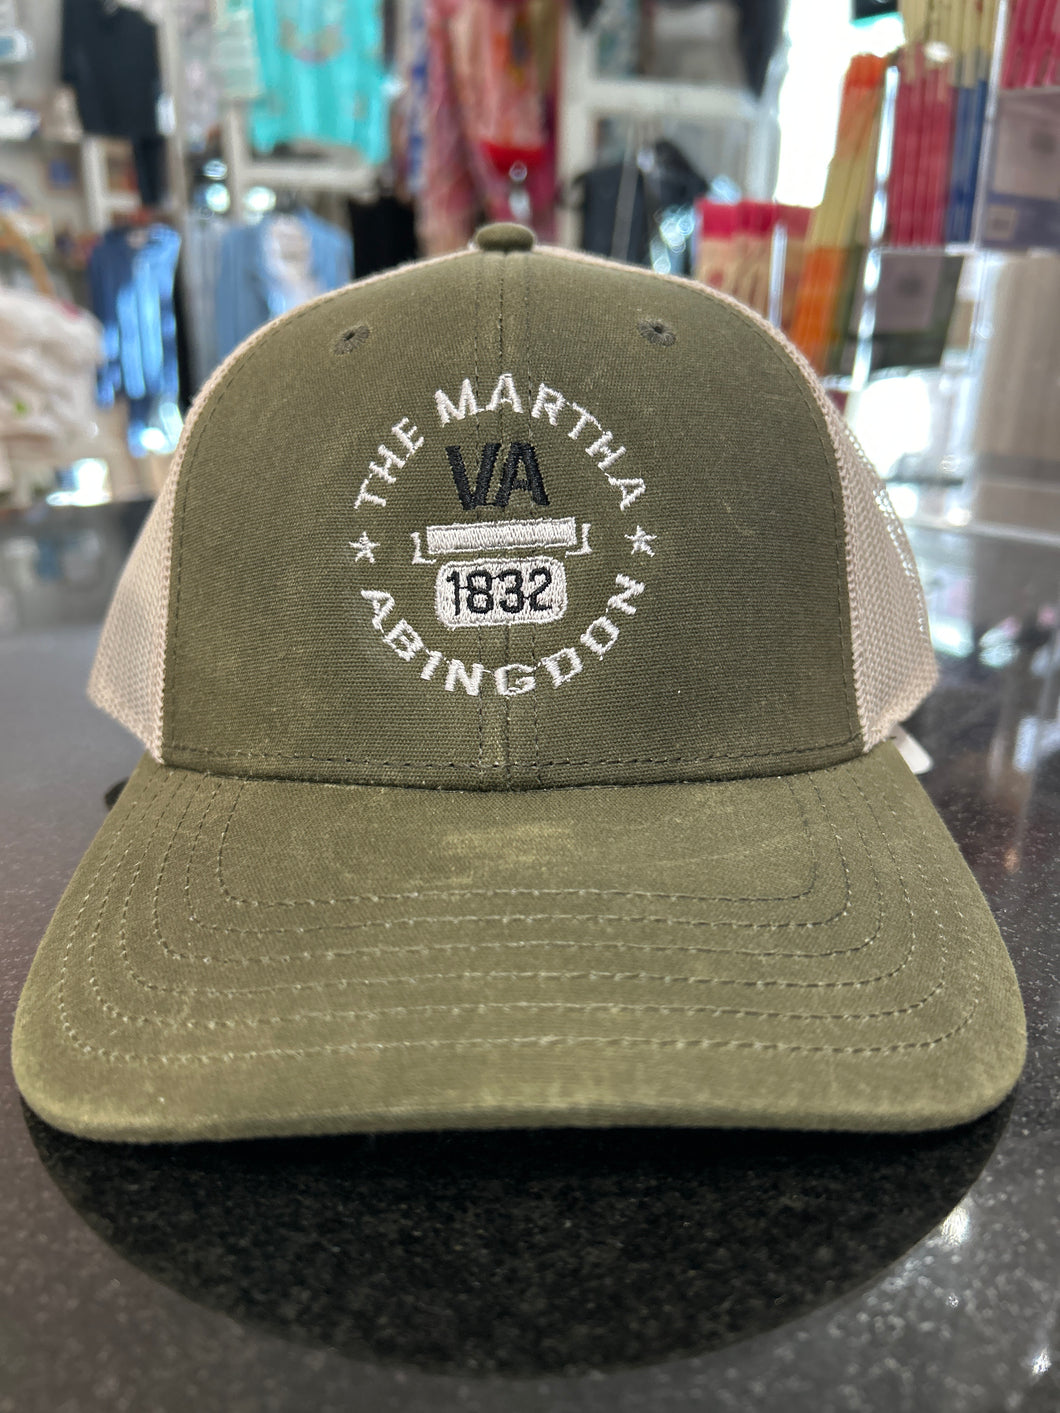 THE MARTHA
VA
1832
ABINGDON